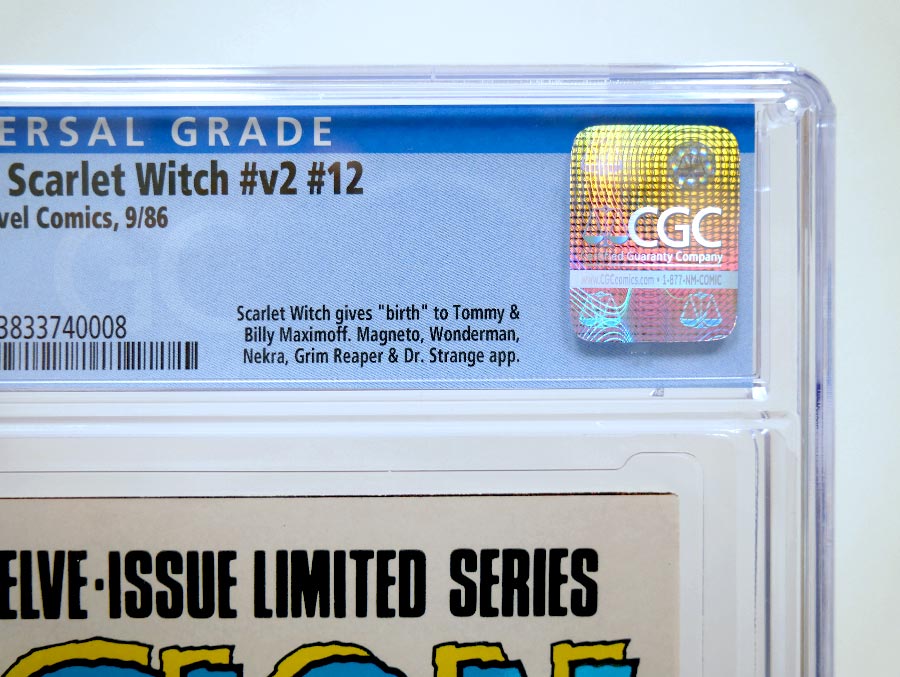 ERSAL GRADE
Scarlet Witch #v2 #12
vel Comics, 9/86
3833740008
Scarlet Witch gives "birth" to Tommy &
Billy Maximoff. Magneto, Wonderman,
Nekra, Grim Reaper & Dr. Strange app.
CGC
Certified Guaranty Company
www.CGCcomics.com • 1-877-NM-COMIC
ELVE·ISSUE LIMITED SERIES